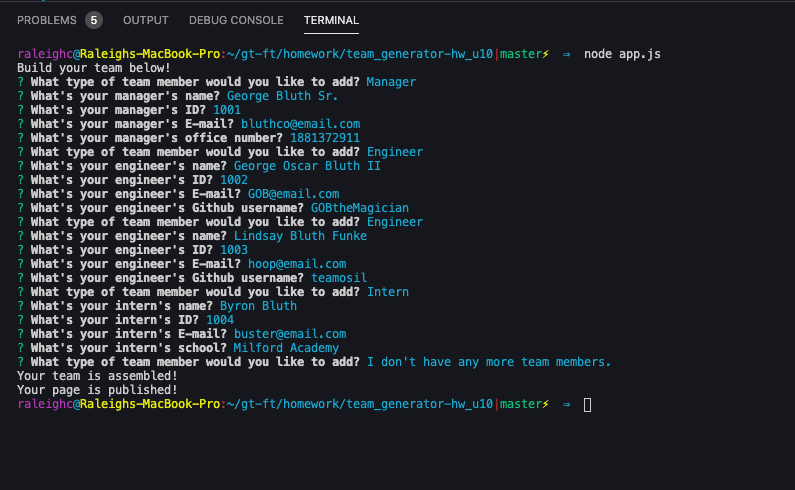 PROBLEMS 5 OUTPUT DEBUG CONSOLE TERMINAL
raleighc@Raleighs-MacBook-Pro:~/gt-ft/homework/team_generator-hw_u10|master⚡ ⇒ node app.js
Build your team below!
? What type of team member would you like to add? Manager
? What's your manager's name? George Bluth Sr.
? What's your manager's ID? 1001
? What's your manager's E-mail? bluthco@email.com
? What's your manager's office number? 1881372911
? What type of team member would you like to add? Engineer
? What's your engineer's name? George Oscar Bluth II
? What's your engineer's ID? 1002
? What's your engineer's E-mail? GOB@email.com
? What's your engineer's Github username? GOBtheMagician
? What type of team member would you like to add? Engineer
? What's your engineer's name? Lindsay Bluth Funke
? What's your engineer's ID? 1003
? What's your engineer's E-mail? hoop@email.com
? What's your engineer's Github username? teamosil
? What type of team member would you like to add? Intern
? What's your intern's name? Byron Bluth
? What's your intern's ID? 1004
? What's your intern's E-mail? buster@email.com
? What's your intern's school? Milford Academy
? What type of team member would you like to add? I don't have any more team members.
Your team is assembled!
Your page is published!
raleighc@Raleighs-MacBook-Pro:~/gt-ft/homework/team_generator-hw_u10|master⚡ ⇒